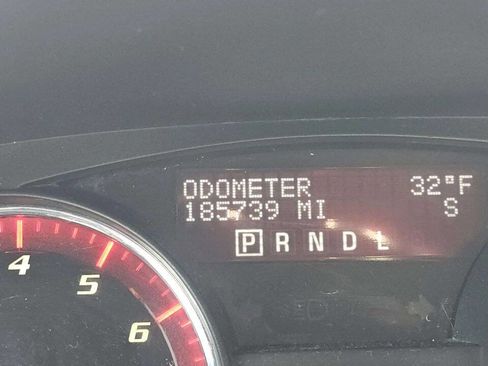 ODOMETER 32°F
185739 MI S
P R N D L
4
5
6